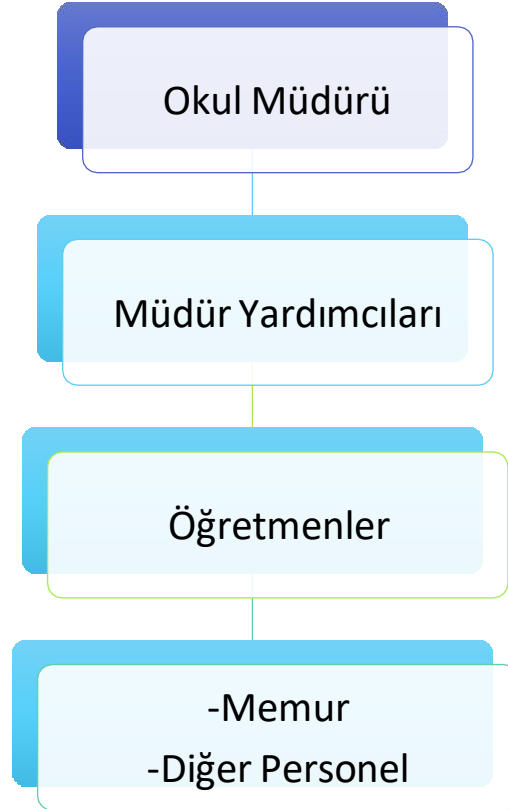 Okul Müdürü
Müdür Yardımcıları
Öğretmenler
-Memur
-Diğer Personel